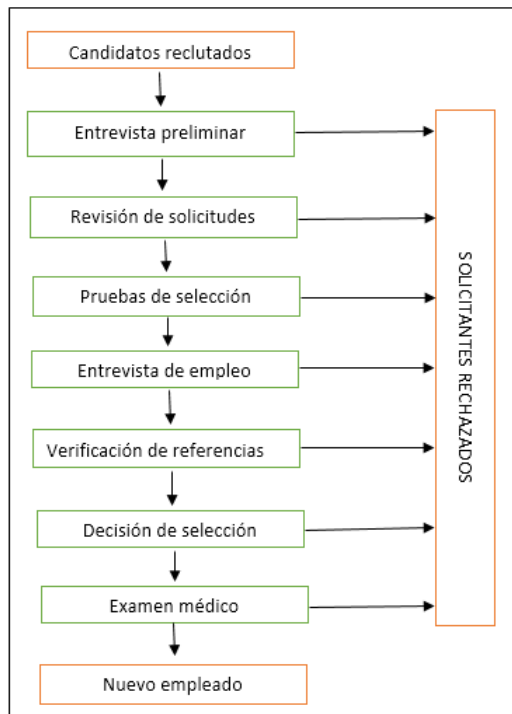 Candidatos reclutados
Entrevista preliminar
Revisión de solicitudes
Pruebas de selección
Entrevista de empleo
Verificación de referencias
Decisión de selección
Examen médico
Nuevo empleado
SOLICITANTES RECHAZADOS